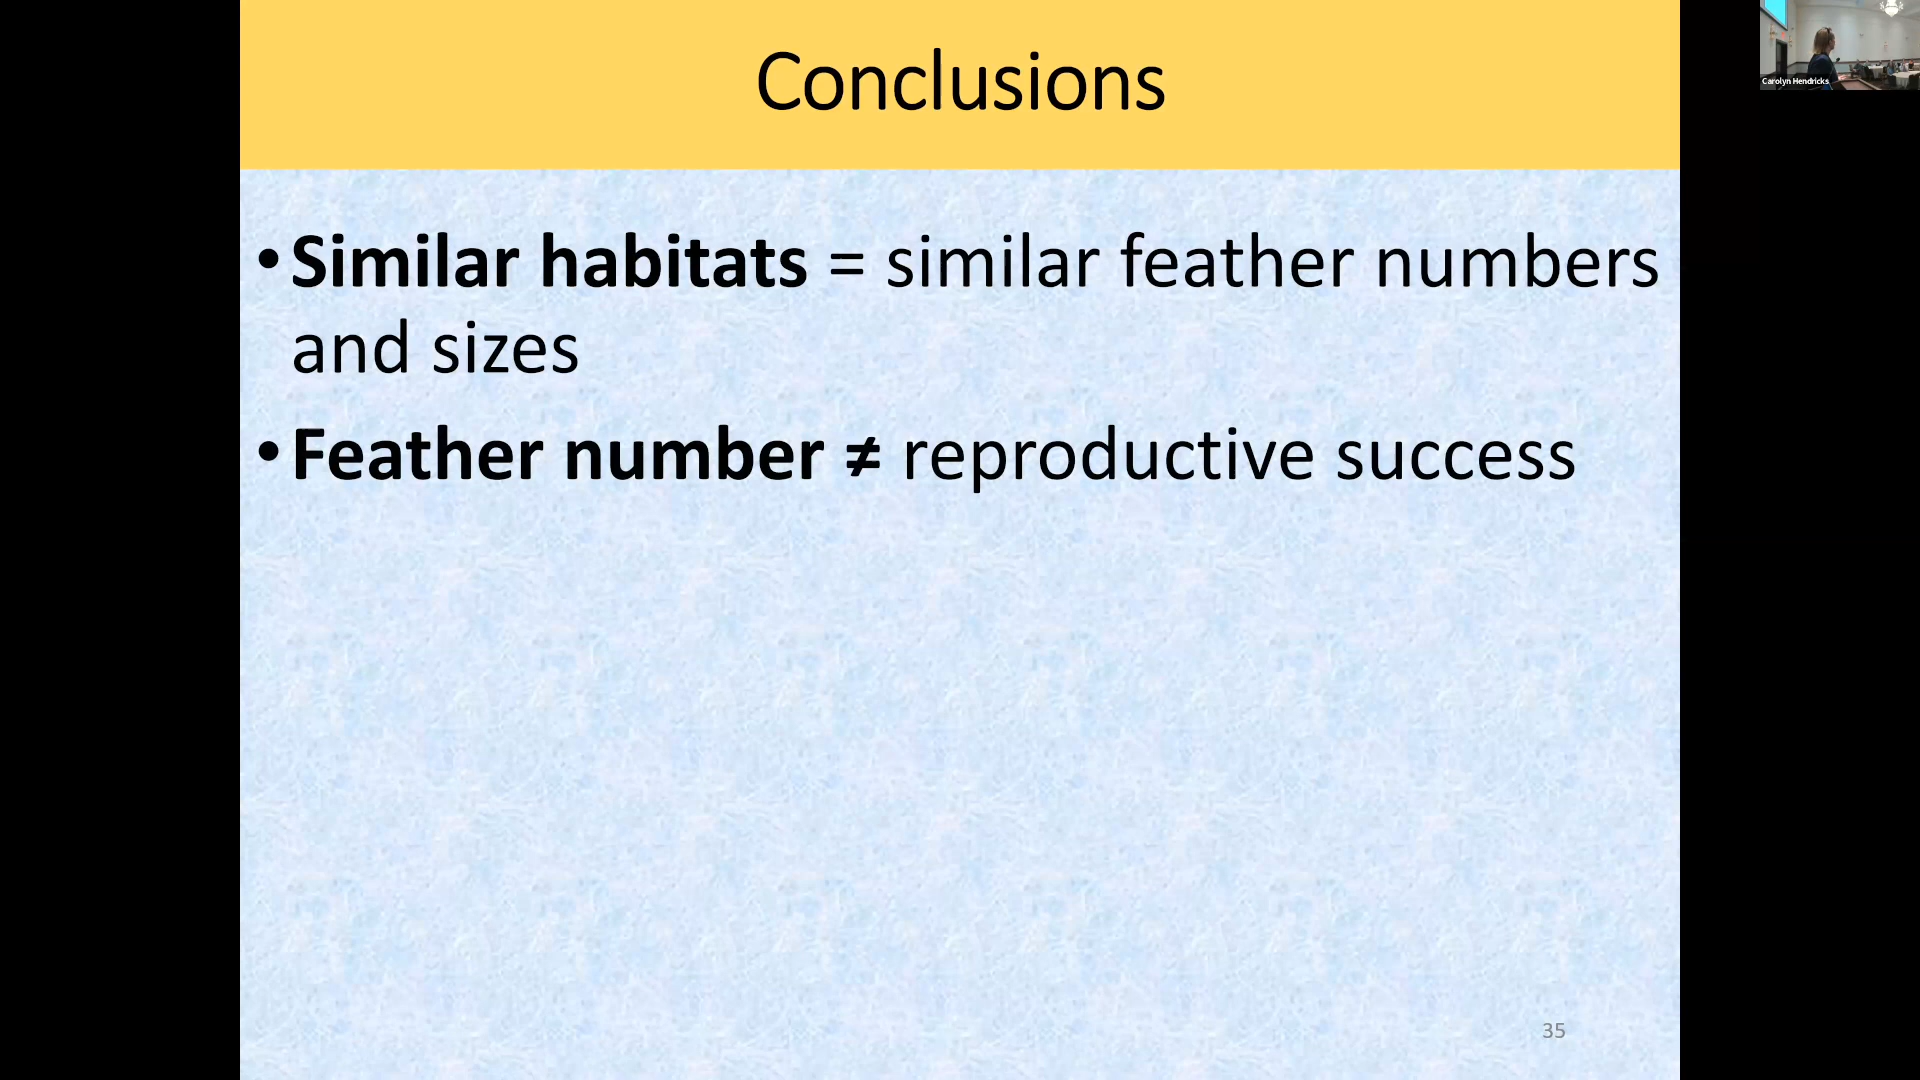 Conclusions
• Similar habitats = similar feather numbers
and sizes
• Feather number ≠ reproductive success
35
Carolyn Hendricks